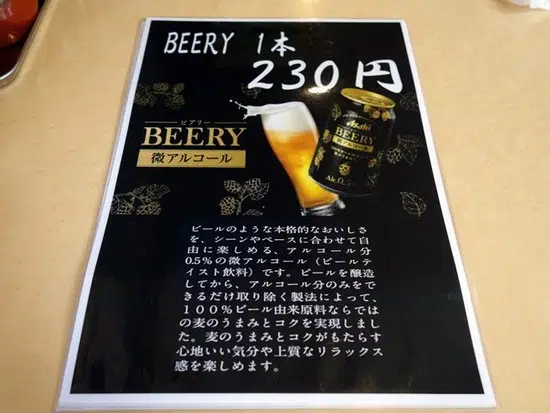 BEERY 1本
230円
ビアリー
BEERY
微アルコール
Asahi
BEERY
微アルコール
Alc.0.
ビールのような本格的なおいしさ
を、シーンやペースに合わせて自
由に楽しめる、アルコール分
0.5%の微アルコール(ビールテ
イスト飲料)です。ビールを醸造
してから、アルコール分のみをで
きるだけ取り除く製法によって、
100%ビール由来原料ならでは
の麦のうまみとコクを実現しまし
た。麦のうまみとコクがもたらす
心地いい気分や上質なリラックス
感を楽しめます。